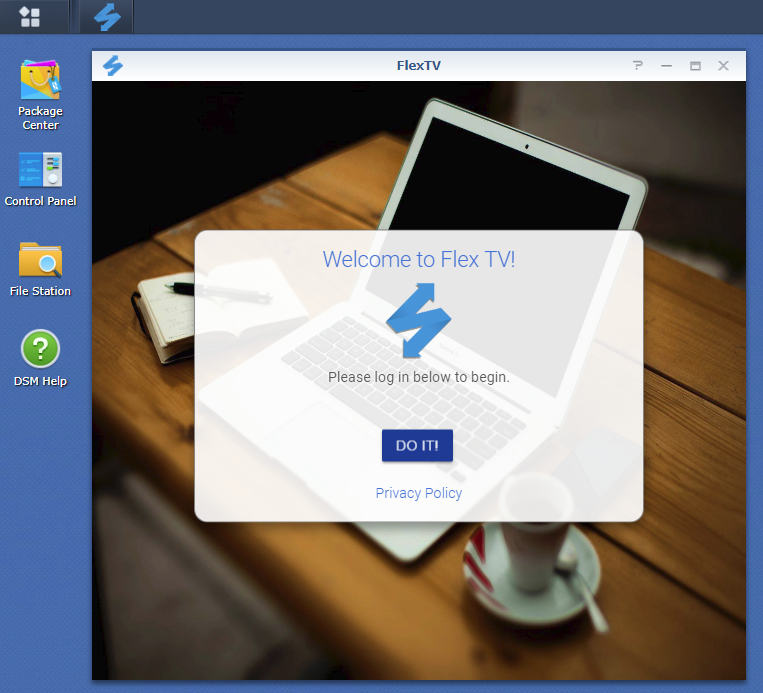 FlexTV
Package
Center
Control Panel
File Station
DSM Help
Welcome to Flex TV!
Please log in below to begin.
DO IT!
Privacy Policy